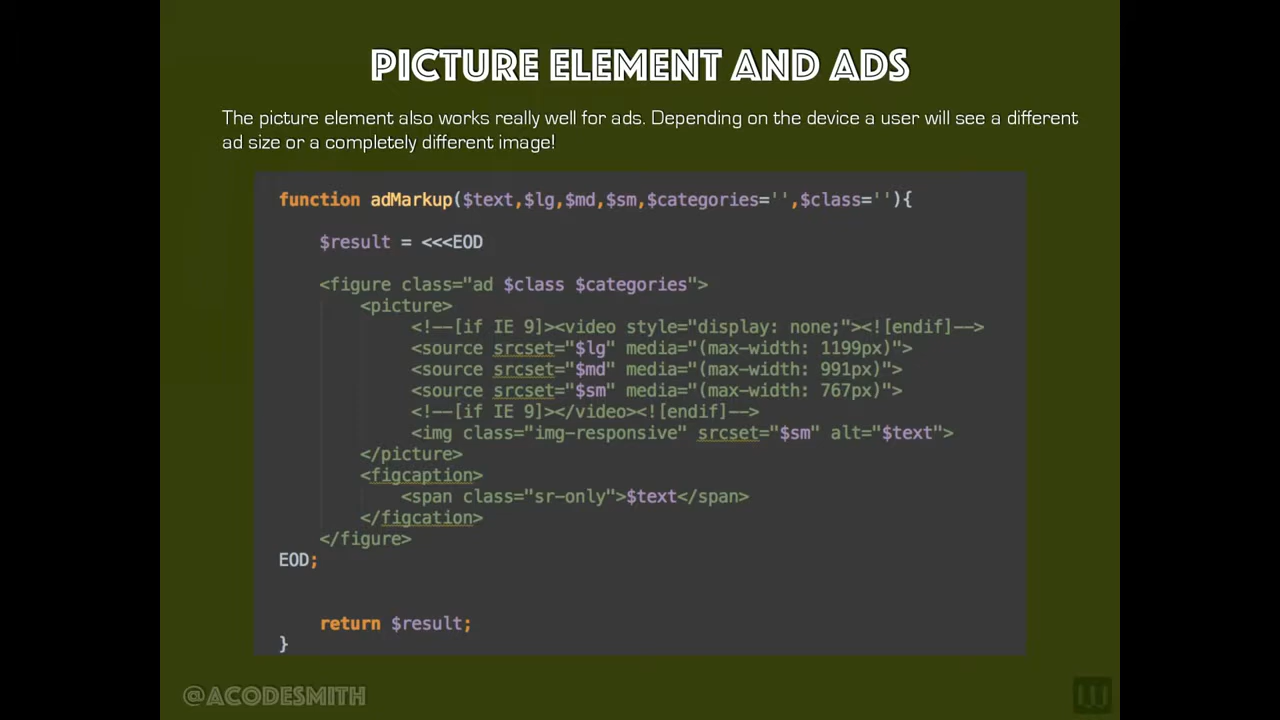 PICTURE ELEMENT AND ADS
The picture element also works really well for ads. Depending on the device a user will see a different
ad size or a completely different image!
function adMarkup($text,$lg,$md,$sm,$categories='',$class=''){
$result = <<<EOD
<figure class="ad $class $categories">
<picture>
<!--[if IE 9]><video style="display: none;"><![endif]-->
<source srcset="$lg" media="(max-width: 1199px)">
<source srcset="$md" media="(max-width: 991px)">
<source srcset="$sm" media="(max-width: 767px)">
<!--[if IE 9]></video><![endif]-->
<img class="img-responsive" srcset="$sm" alt="$text">
</picture>
<figcaption>
<span class="sr-only">$text</span>
</figcation>
</figure>
EOD;
return $result;
}
@ACODESMITH